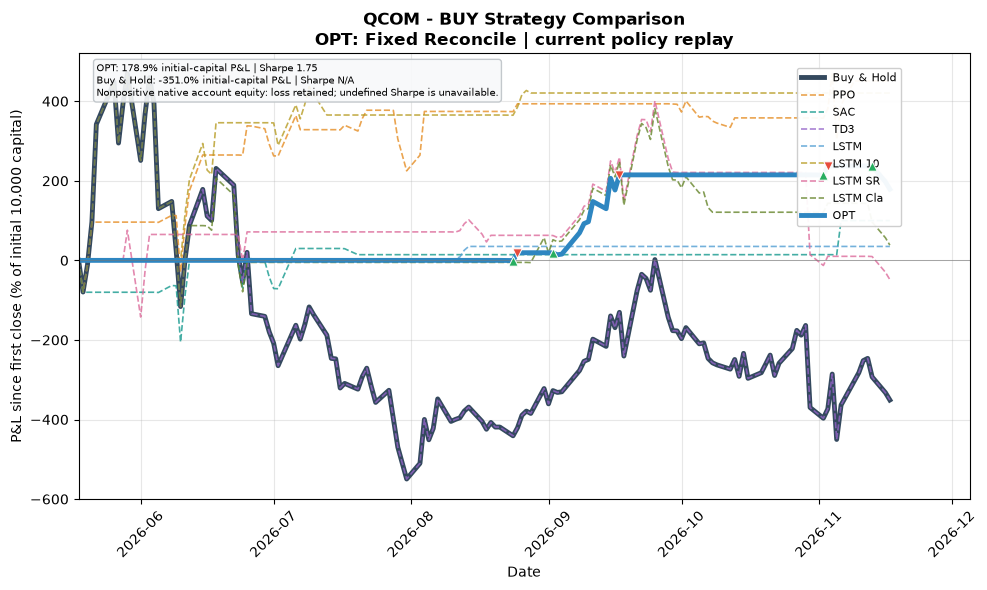 QCOM - BUY Strategy Comparison
OPT: Fixed Reconcile | current policy replay
OPT: 178.9% initial-capital P&L | Sharpe 1.75
Buy & Hold: -351.0% initial-capital P&L | Sharpe N/A
Nonpositive native account equity: loss retained; undefined Sharpe is unavailable.
Buy & Hold
PPO
SAC
TD3
LSTM
LSTM 10
LSTM SR
LSTM Cla
OPT
P&L since first close (% of initial 10,000 capital)
400
200
0
−200
−400
−600
2026-06
2026-07
2026-08
2026-09
2026-10
2026-11
2026-12
Date